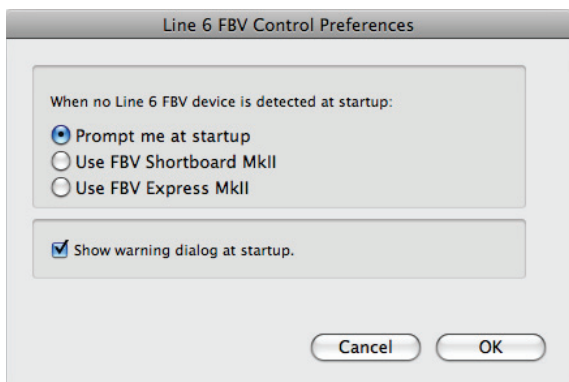 Line 6 FBV Control Preferences
When no Line 6 FBV device is detected at startup:
Prompt me at startup
Use FBV Shortboard MkII
Use FBV Express MkII
Show warning dialog at startup.
Cancel
OK